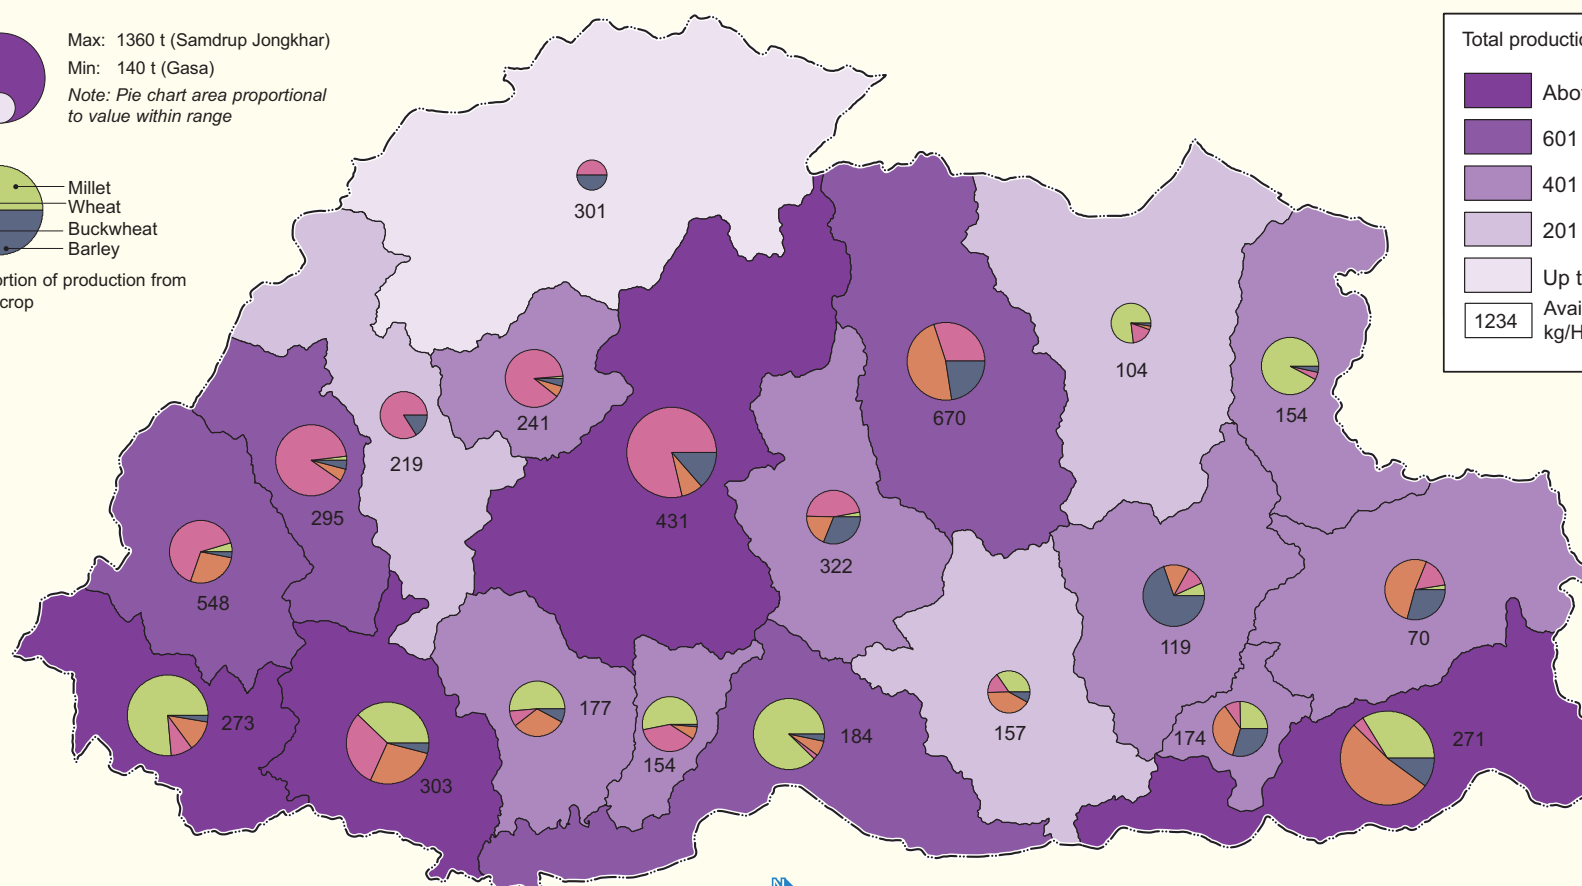 Max: 1360 t (Samdrup Jongkhar)
Min: 140 t (Gasa)
Note: Pie chart area proportional
to value within range
Millet
Wheat
Buckwheat
Barley
ortion of production from
crop
Total productio
Abo
601
401
201
Up t
1234
Avai
kg/H
301
104
154
241
219
670
295
431
322
548
119
70
273
303
177
154
184
157
174
271
N